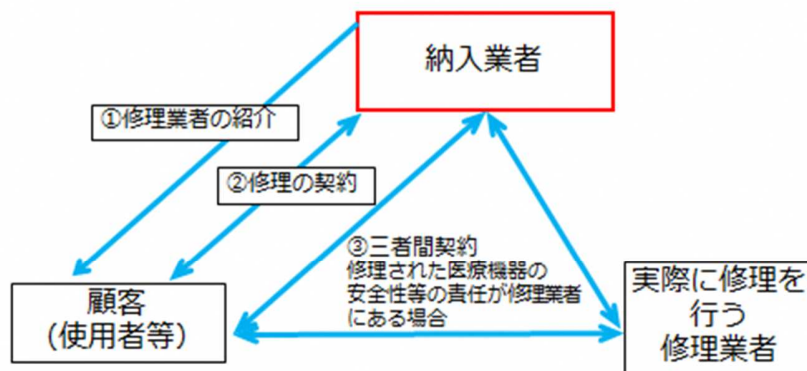 納入業者
①修理業者の紹介
②修理の契約
③三者間契約
修理された医療機器の
安全性等の責任が修理業者
にある場合
顧客
(使用者等)
実際に修理を
行う
修理業者